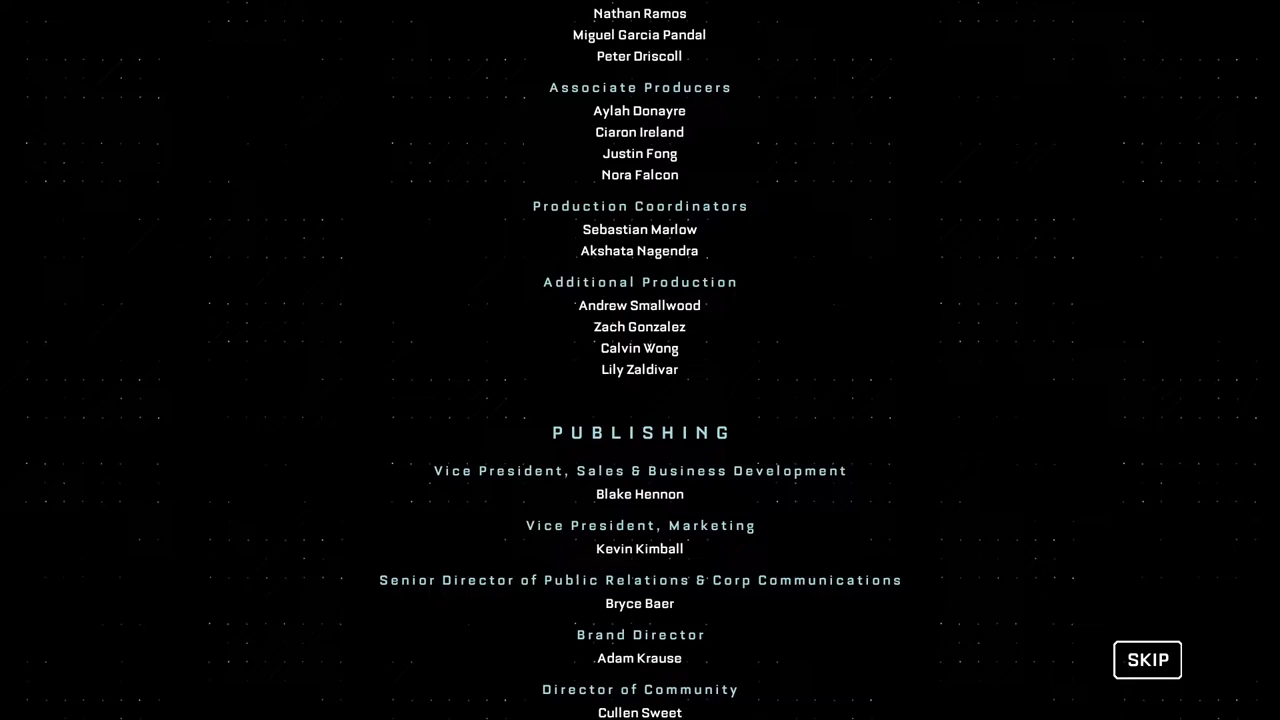 Nathan Ramos
Miguel Garcia Pandal
Peter Driscoll
Associate Producers
Aylah Donayre
Ciaron Ireland
Justin Fong
Nora Falcon
Production Coordinators
Sebastian Marlow
Akshata Nagendra
Additional Production
Andrew Smallwood
Zach Gonzalez
Calvin Wong
Lily Zaldivar
PUBLISHING
Vice President, Sales & Business Development
Blake Hennon
Vice President, Marketing
Kevin Kimball
Senior Director of Public Relations & Corp Communications
Bryce Baer
Brand Director
Adam Krause
SKIP
Director of Community
Cullen Sweet